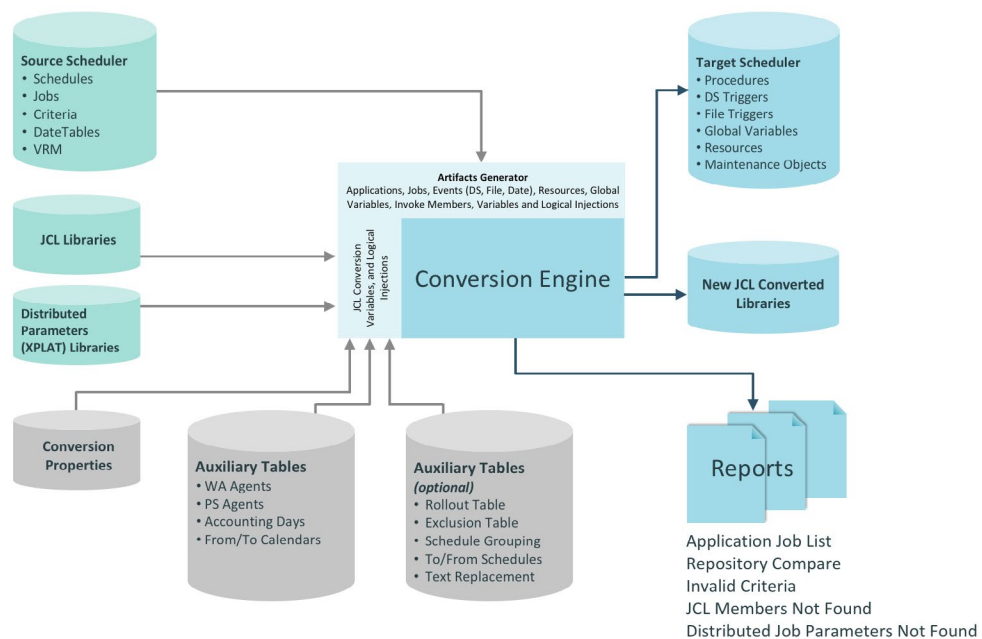 Source Scheduler
• Schedules
• Jobs
• Criteria
• DateTables
• VRM
JCL Libraries
Distributed
Parameters
(XPLAT) Libraries
Conversion
Properties
Auxiliary Tables
• WA Agents
• PS Agents
• Accounting Days
• From/To Calendars
Auxiliary Tables
(optional)
• Rollout Table
• Exclusion Table
• Schedule Grouping
• To/From Schedules
• Text Replacement
Artifacts Generator
Applications, Jobs, Events (DS, File, Date), Resources, Global
Variables, Invoke Members, Variables and Logical Injections
JCL Conversion
Variables, and Logical
Injections
Conversion Engine
Target Scheduler
• Procedures
• DS Triggers
• File Triggers
• Global Variables
• Resources
• Maintenance Objects
New JCL Converted
Libraries
Reports
Application Job List
Repository Compare
Invalid Criteria
JCL Members Not Found
Distributed Job Parameters Not Found